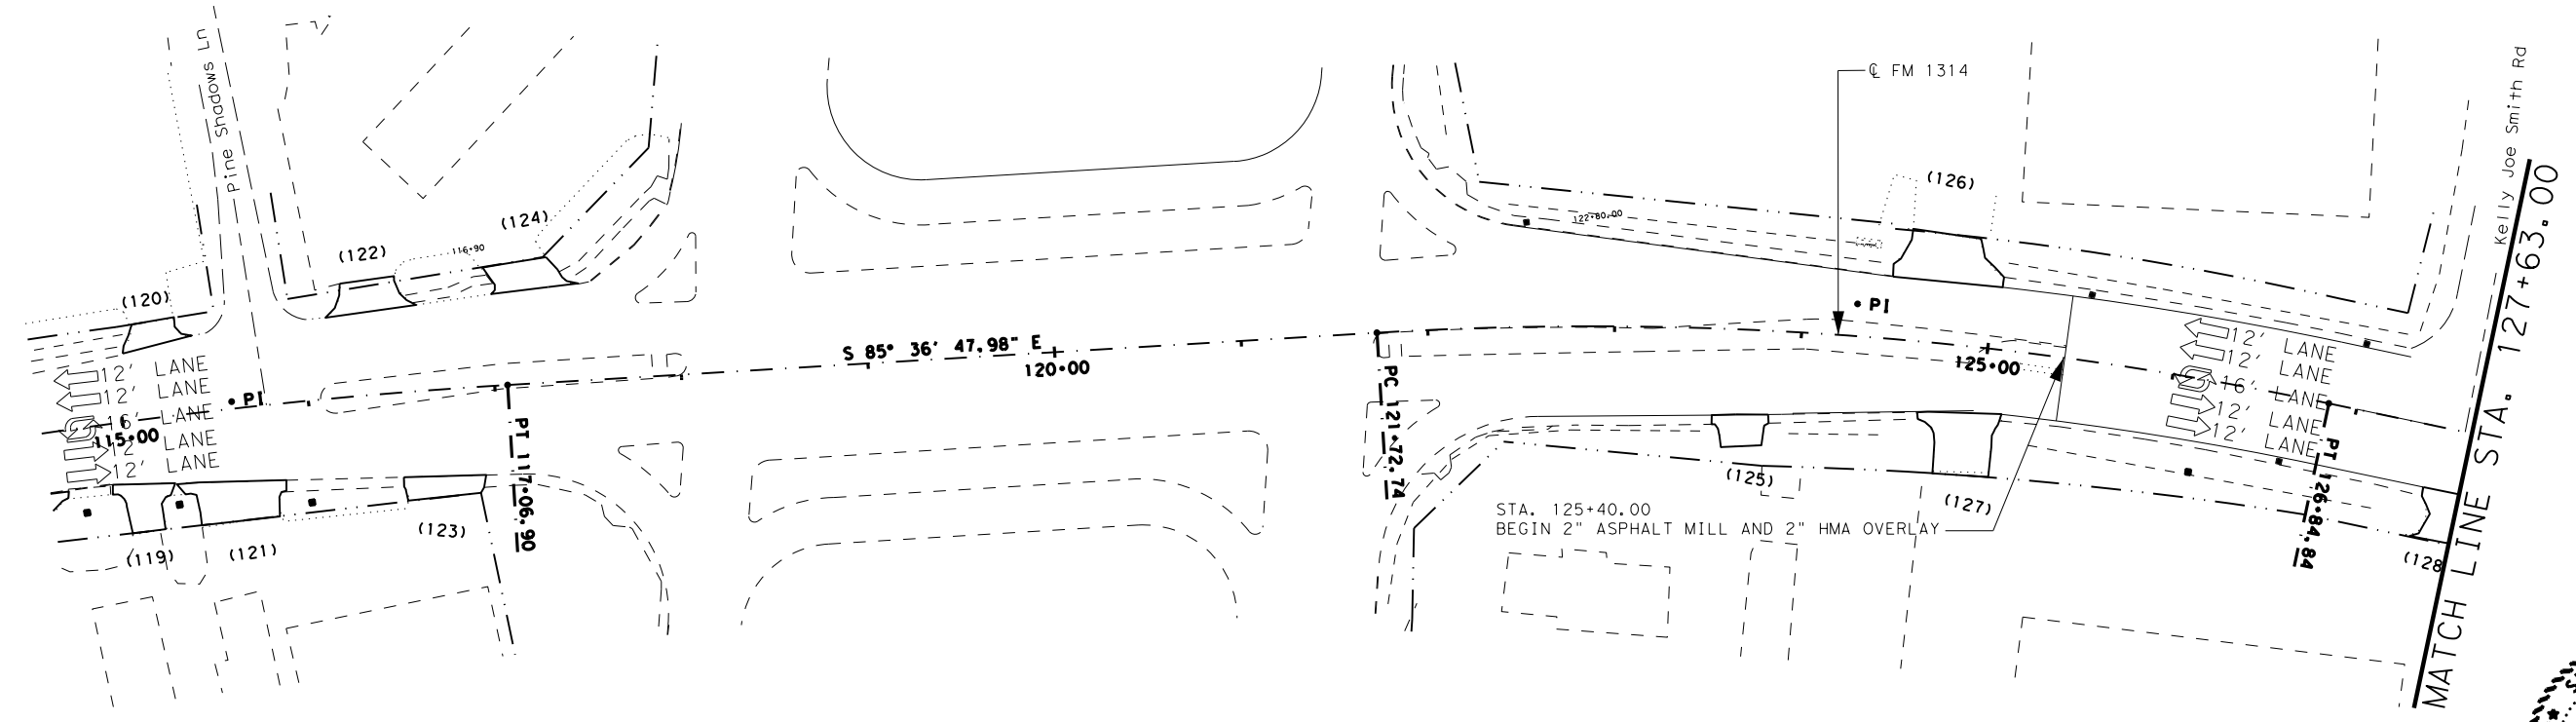 Pine Shadows Ln
(120)
(122)
116+90
(124)
12' LANE
12' LANE
16' LANE
12' LANE
12' LANE
115+00
PI
(119)
(121)
(123)
PT 117+06.90
S 85° 36' 47.98" E
120+00
PC 121+72.74
122+80.00
℄ FM 1314
(126)
PI
125+00
(125)
(127)
STA. 125+40.00
BEGIN 2" ASPHALT MILL AND 2" HMA OVERLAY
12' LANE
12' LANE
16' LANE
12' LANE
12' LANE
PT 126+84.84
(128
Kelly Joe Smith Rd
MATCH LINE STA. 127+63.00